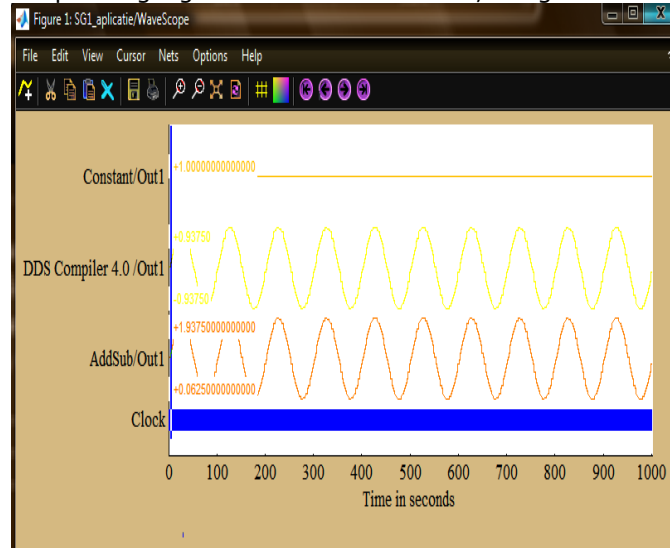 Figure 1: SG1_aplicatie/WaveScope
File Edit View Cursor Nets Options Help
Constant/Out1
+1.00000000000000
DDS Compiler 4.0 /Out1
+0.93750
-0.93750
AddSub/Out1
+1.93750000000000
+0.06250000000000
Clock
0 100 200 300 400 500 600 700 800 900 1000
Time in seconds